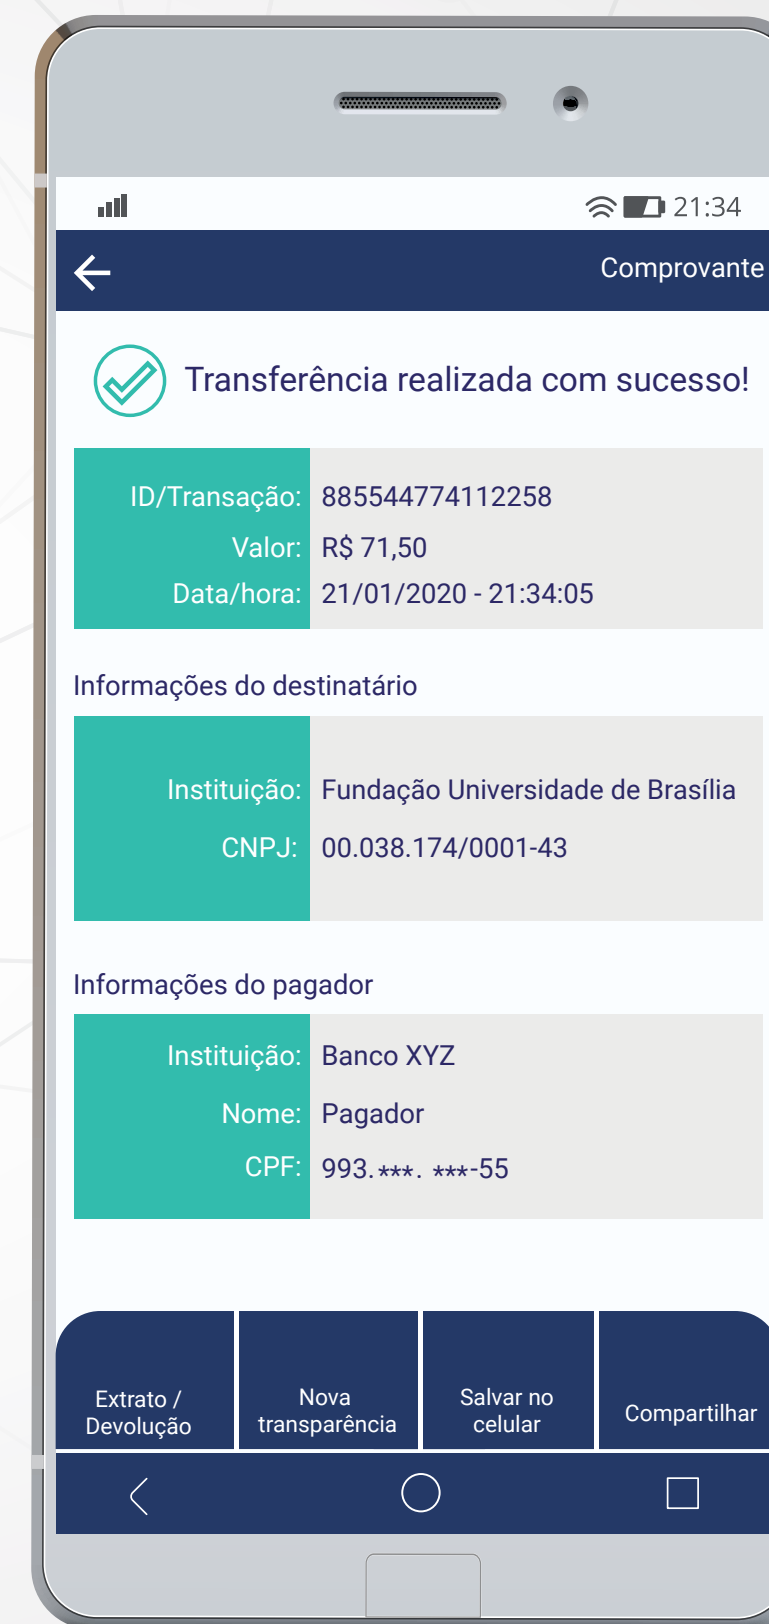 21:34
Comprovante
Transferência realizada com sucesso!
ID/Transação: 885544774112258
Valor: R$ 71,50
Data/hora: 21/01/2020 - 21:34:05
Informações do destinatário
Instituição: Fundação Universidade de Brasília
CNPJ: 00.038.174/0001-43
Informações do pagador
Instituição: Banco XYZ
Nome: Pagador
CPF: 993.***. ***-55
Extrato /
Devolução
Nova
transparência
Salvar no
celular
Compartilhar